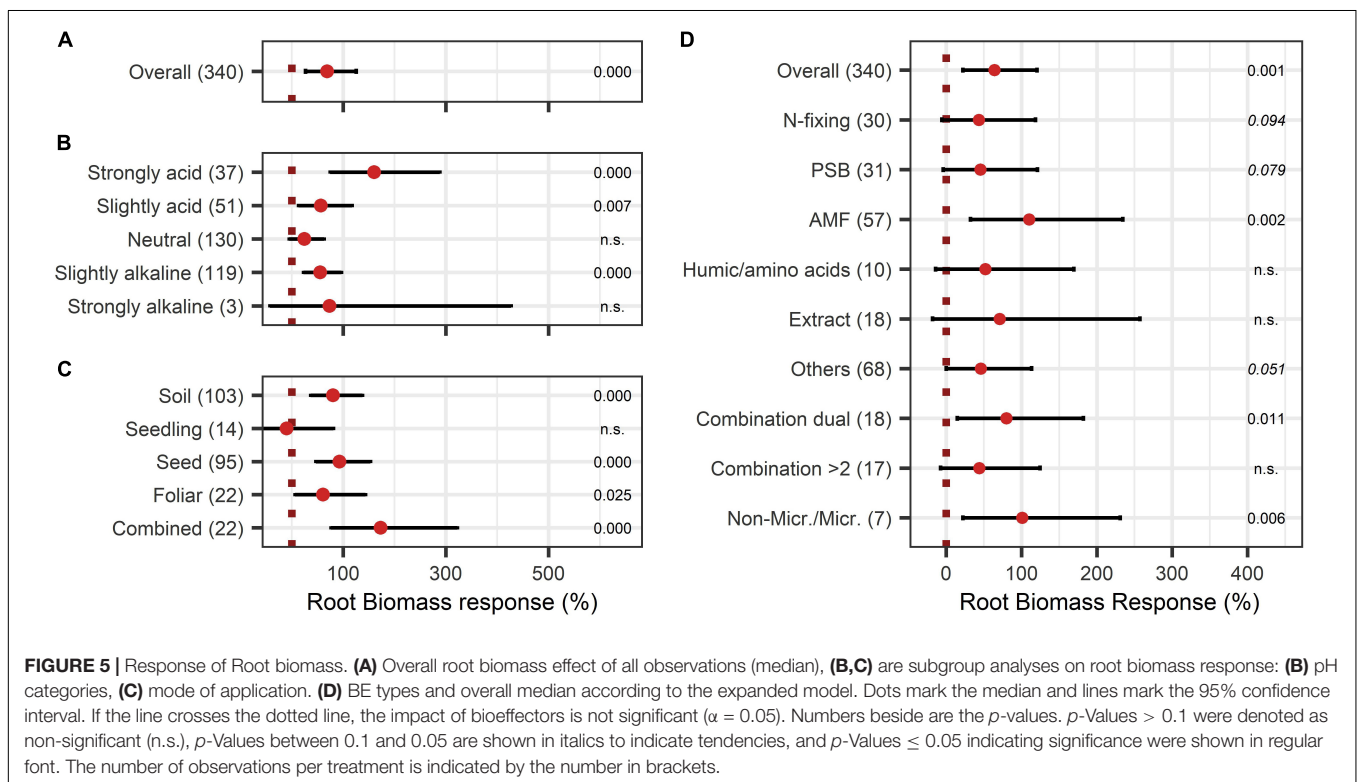 A
Overall (340)
0.000
B
Strongly acid (37)
0.000
Slightly acid (51)
0.007
Neutral (130)
n.s.
Slightly alkaline (119)
0.000
Strongly alkaline (3)
n.s.
C
Soil (103)
0.000
Seedling (14)
n.s.
Seed (95)
0.000
Foliar (22)
0.025
Combined (22)
0.000
100 300 500
Root Biomass response (%)
D
Overall (340)
0.001
N-fixing (30)
0.094
PSB (31)
0.079
AMF (57)
0.002
Humic/amino acids (10)
n.s.
Extract (18)
n.s.
Others (68)
0.051
Combination dual (18)
0.011
Combination >2 (17)
n.s.
Non-Micr./Micr. (7)
0.006
0 100 200 300 400
Root Biomass Response (%)
FIGURE 5 | Response of Root biomass. (A) Overall root biomass effect of all observations (median), (B,C) are subgroup analyses on root biomass response: (B) pH
categories, (C) mode of application. (D) BE types and overall median according to the expanded model. Dots mark the median and lines mark the 95% confidence
interval. If the line crosses the dotted line, the impact of bioeffectors is not significant (α = 0.05). Numbers beside are the p-values. p-Values > 0.1 were denoted as
non-significant (n.s.), p-Values between 0.1 and 0.05 are shown in italics to indicate tendencies, and p-Values ≤ 0.05 indicating significance were shown in regular
font. The number of observations per treatment is indicated by the number in brackets.